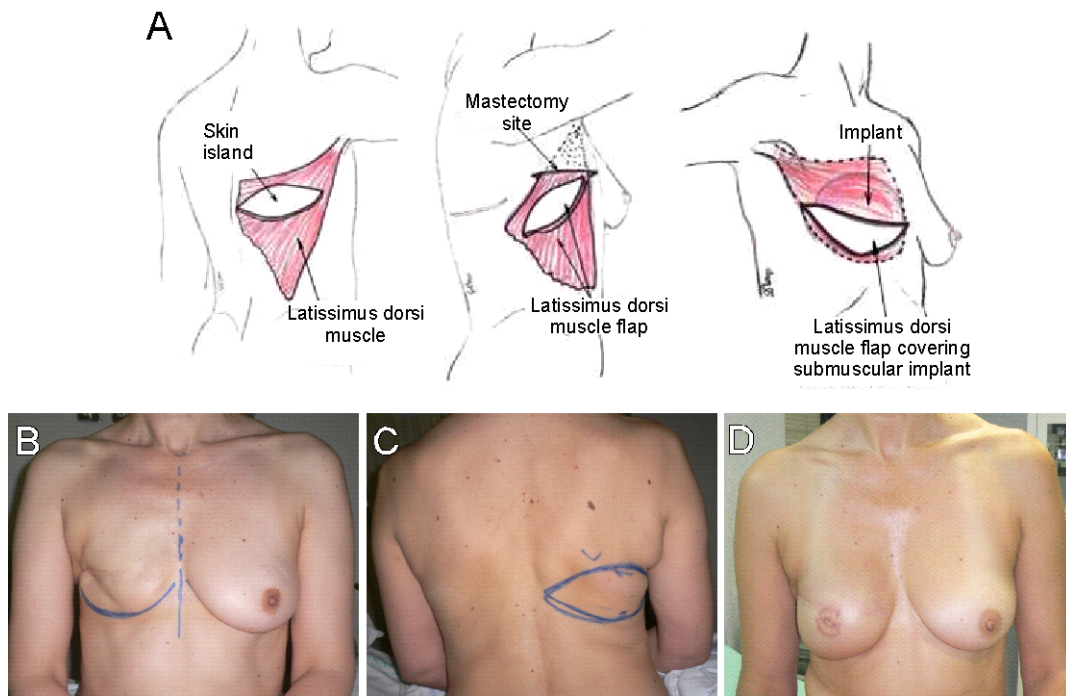 A
Skin
island
Latissimus dorsi
muscle
Mastectomy
site
Latissimus dorsi
muscle flap
Implant
Latissimus dorsi
muscle flap covering
submuscular implant
B
C
D